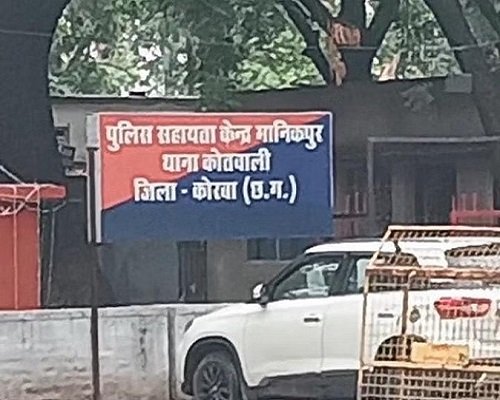 पुलिस सहायता केन्द्र मानिकपुर
थाना कोतवाली
जिला - कोरबा (छ.ग.)